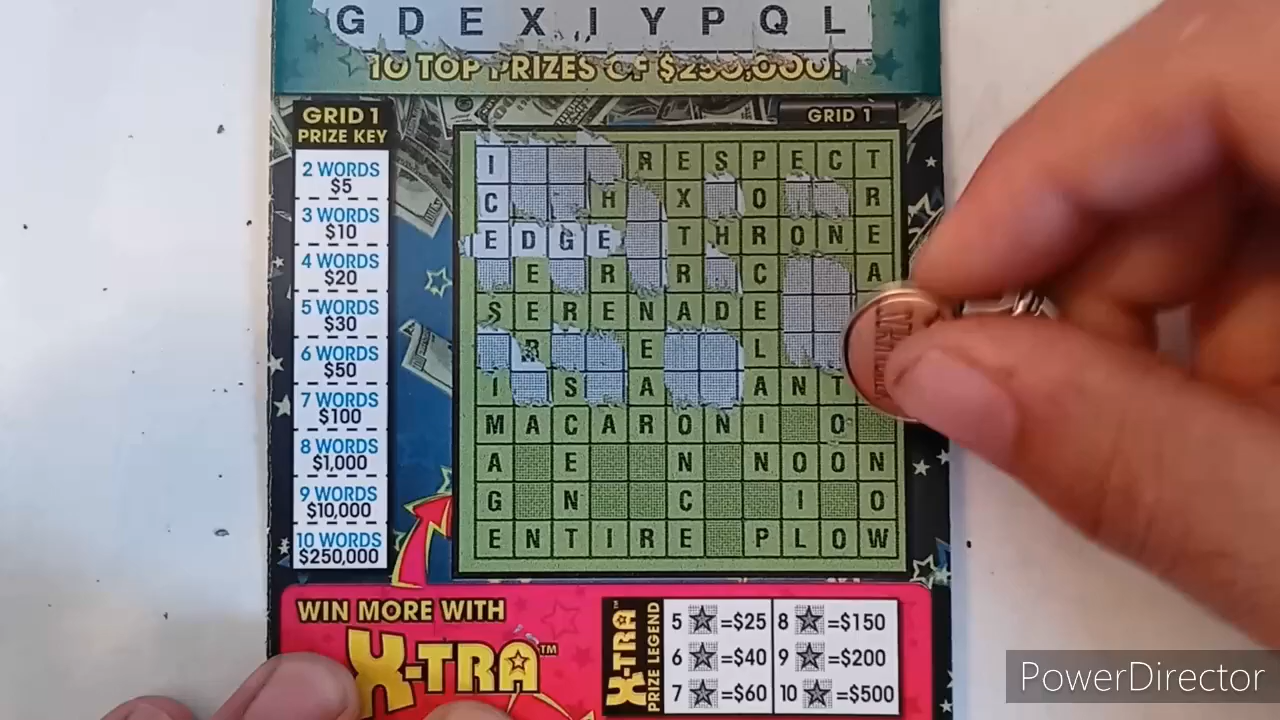 G D E X I Y P Q L
10 TOP PRIZES OF $250,000!
GRID 1
PRIZE KEY
2 WORDS
$5
3 WORDS
$10
4 WORDS
$20
5 WORDS
$30
6 WORDS
$50
7 WORDS
$100
8 WORDS
$1,000
9 WORDS
$10,000
10 WORDS
$250,000
GRID 1
I RESPECT
C H X O R
EDGE THRONE
E R R C A
SERENADE
R E L
I S A ANT
MACARONI O
A E N NOON
G N C I O
ENTIRE PLOW
WIN MORE WITH
X-TRA™
X-TRA™
PRIZE LEGEND
5 =$25 8 =$150
6 =$40 9 =$200
7 =$60 10 =$500
PowerDirector